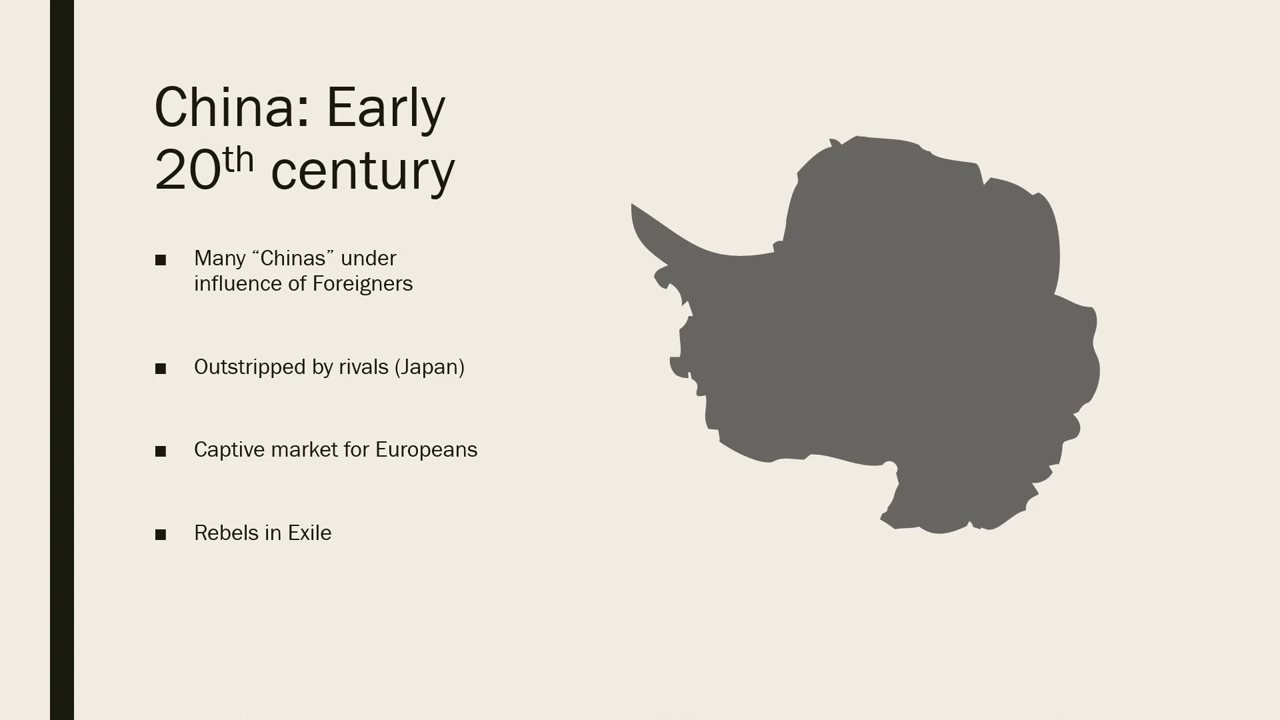 China: Early
20th century
■ Many “Chinas” under
influence of Foreigners
■ Outstripped by rivals (Japan)
■ Captive market for Europeans
■ Rebels in Exile